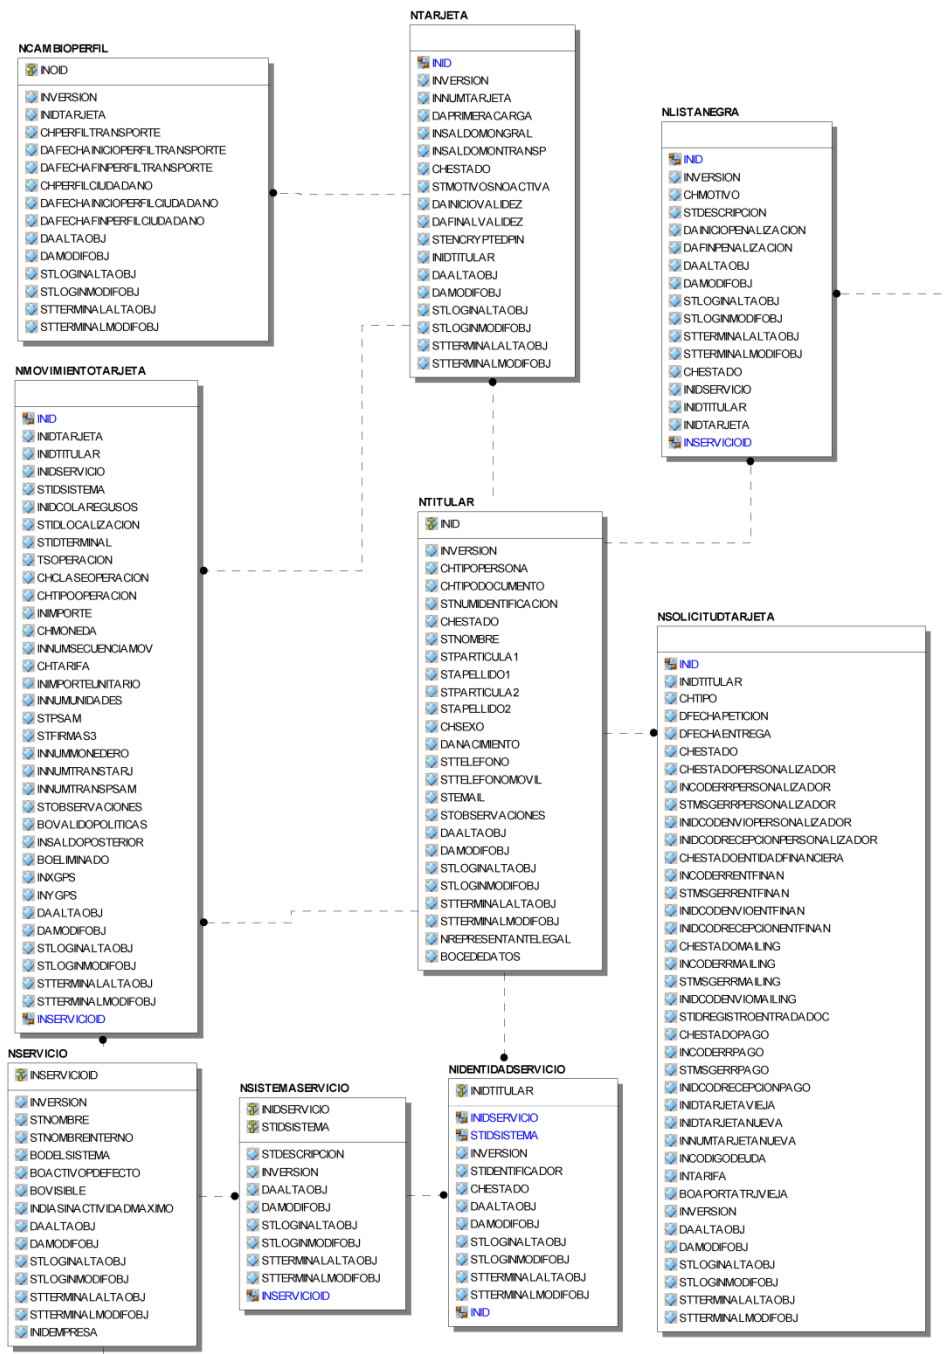 NCAMBIOPERFIL
INOID
INVERSION
INIDTARJETA
CHPERFILTRANSPORTE
DAFECHAINICIOPERFILTRANSPORTE
DAFECHAFINPERFILTRANSPORTE
CHPERFILCIUDADANO
DAFECHAINICIOPERFILCIUDADANO
DAFECHAFINPERFILCIUDADANO
DAALTAOBJ
DAMODIFOBJ
STLOGINALTAOBJ
STLOGINMODIFOBJ
STTERMINALALTAOBJ
STTERMINALMODIFOBJ
NTARJETA
INID
INVERSION
INNUMTARJETA
DAPRIMERACARGA
INSALDOMONGRAL
INSALDOMONTRANSP
CHESTADO
STMOTIVOSNOACTIVA
DAINICIOVALIDEZ
DAFINALVALIDEZ
STENCRYPTEDPIN
INIDTITULAR
DAALTAOBJ
DAMODIFOBJ
STLOGINALTAOBJ
STLOGINMODIFOBJ
STTERMINALALTAOBJ
STTERMINALMODIFOBJ
NLISTANEGRA
INID
INVERSION
CHMOTIVO
STDESCRIPCION
DAINICIOPENALIZACION
DAFINPENALIZACION
DAALTAOBJ
DAMODIFOBJ
STLOGINALTAOBJ
STLOGINMODIFOBJ
STTERMINALALTAOBJ
STTERMINALMODIFOBJ
CHESTADO
INIDSERVICIO
INIDTITULAR
INIDTARJETA
INSERVICIOID
NMOVIMIENTOTARJETA
INID
INIDTARJETA
INIDTITULAR
INIDSERVICIO
STIDSISTEMA
INIDCOLAREGUSOS
STIDLOCALIZACION
STIDTERMINAL
TSOPERACION
CHCLASEOPERACION
CHTIPOOPERACION
INIMPORTE
CHMONEDA
INNUMSECUENCIAMOV
CHTARIFA
INIMPORTEUNITARIO
INNUMUNIDADES
STPSAM
STFIRMAS3
INNUMMONEDERO
INNUMTRANSTARJ
INNUMTRANSPSAM
STOBSERVACIONES
BOVALIDOPOLITICAS
INSALDOPOSTERIOR
BOELIMINADO
INXGPS
INYGPS
DAALTAOBJ
DAMODIFOBJ
STLOGINALTAOBJ
STLOGINMODIFOBJ
STTERMINALALTAOBJ
STTERMINALMODIFOBJ
INSERVICIOID
NTITULAR
INID
INVERSION
CHTIPOPERSONA
CHTIPODOCUMENTO
STNUMIDENTIFICACION
CHESTADO
STNOMBRE
STPARTICULA1
STAPELLIDO1
STPARTICULA2
STAPELLIDO2
CHSEXO
DANACIMIENTO
STTELEFONO
STTELEFONOMOVIL
STEMAIL
STOBSERVACIONES
DAALTAOBJ
DAMODIFOBJ
STLOGINALTAOBJ
STLOGINMODIFOBJ
STTERMINALALTAOBJ
STTERMINALMODIFOBJ
NREPRESENTANTELEGAL
BOCEDEDATOS
NSOLICITUDTARJETA
INID
INIDTITULAR
CHTIPO
DFECHAPETICION
DFECHAENTREGA
CHESTADO
CHESTADOPERSONALIZADOR
INCODERRPERSONALIZADOR
STMSGERRPERSONALIZADOR
INIDCODENVIOPERSONALIZADOR
INIDCODRECEPCIONPERSONALIZADOR
CHESTADOENTIDADFINANCIERA
INCODERRENTFINAN
STMSGERRENTFINAN
INIDCODENVIOENTFINAN
INIDCODRECEPCIONENTFINAN
CHESTADOMAILING
INCODERRMAILING
STMSGERRMAILING
INIDCODENVIOMAILING
STIDREGISTROENTRADADOC
CHESTADOPAGO
INCODERRPAGO
STMSGERRPAGO
INIDCODRECEPCIONPAGO
INIDTARJETAVIEJA
INIDTARJETANUEVA
INNUMTARJETANUEVA
INCODIGODEUDA
INTARIFA
BOAPORTATRJVIEJA
INVERSION
DAALTAOBJ
DAMODIFOBJ
STLOGINALTAOBJ
STLOGINMODIFOBJ
STTERMINALALTAOBJ
STTERMINALMODIFOBJ
NSERVICIO
INSERVICIOID
INVERSION
STNOMBRE
STNOMBREINTERNO
BODELSISTEMA
BOACTIVOPDEFECTO
BOVISIBLE
INDIASINACTIVIDADMAXIMO
DAALTAOBJ
DAMODIFOBJ
STLOGINALTAOBJ
STLOGINMODIFOBJ
STTERMINALALTAOBJ
STTERMINALMODIFOBJ
INIDEMPRESA
NSISTEMASERVICIO
INIDSERVICIO
STIDSISTEMA
STDESCRIPCION
INVERSION
DAALTAOBJ
DAMODIFOBJ
STLOGINALTAOBJ
STLOGINMODIFOBJ
STTERMINALALTAOBJ
STTERMINALMODIFOBJ
INSERVICIOID
NIDENTIDADSERVICIO
INIDTITULAR
INIDSERVICIO
STIDSISTEMA
INVERSION
STIDENTIFICADOR
CHESTADO
DAALTAOBJ
DAMODIFOBJ
STLOGINALTAOBJ
STLOGINMODIFOBJ
STTERMINALALTAOBJ
STTERMINALMODIFOBJ
INID